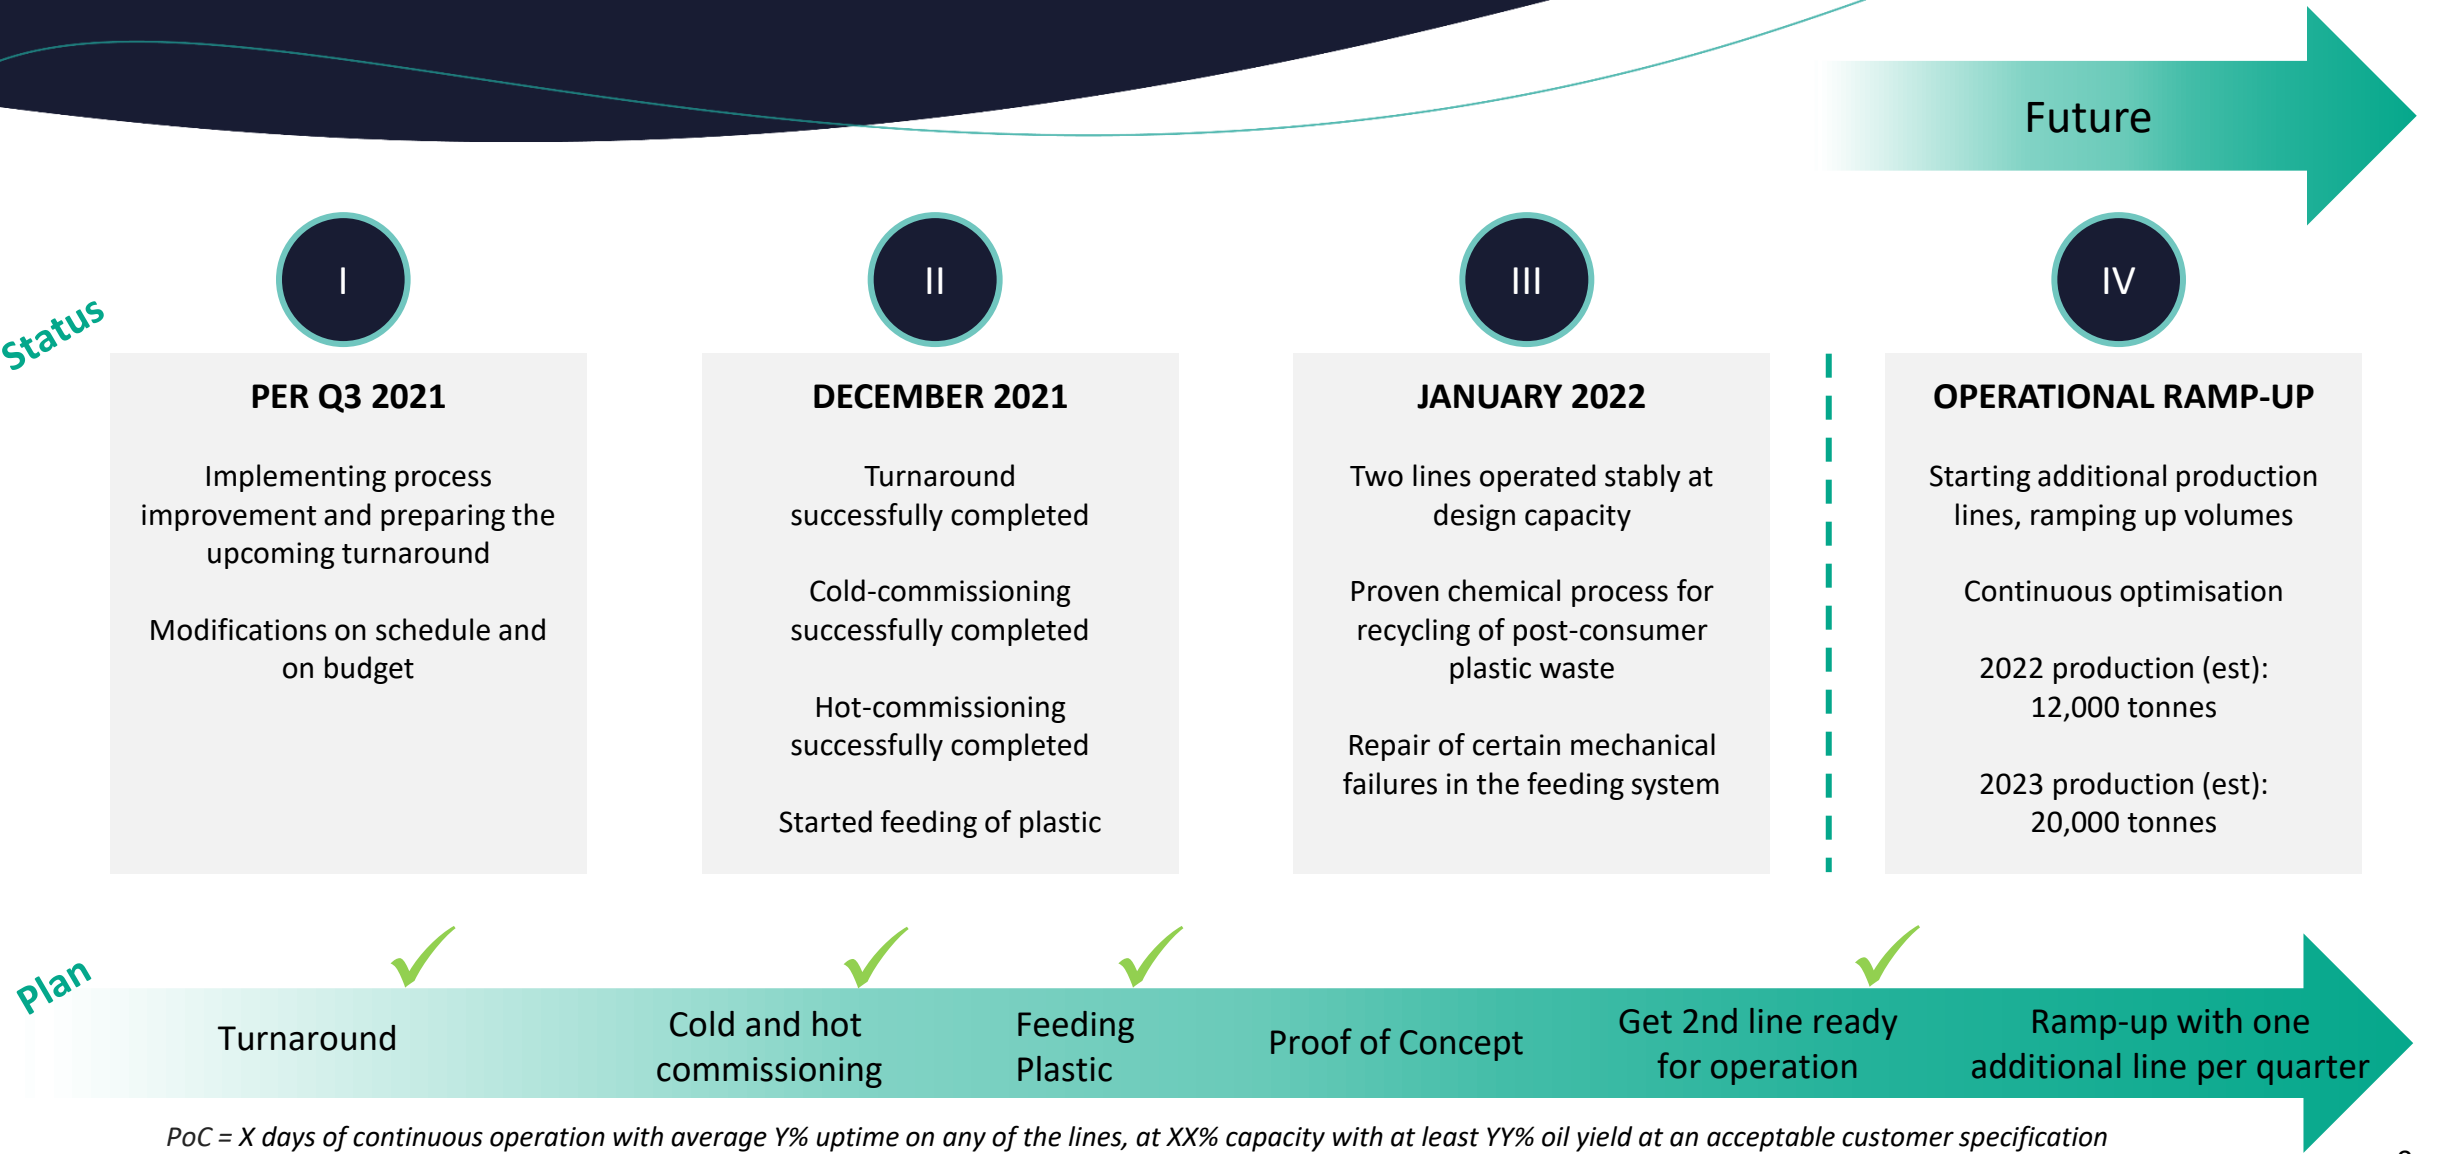 Future
Status
I
PER Q3 2021
Implementing process
improvement and preparing the
upcoming turnaround
Modifications on schedule and
on budget
II
DECEMBER 2021
Turnaround
successfully completed
Cold-commissioning
successfully completed
Hot-commissioning
successfully completed
Started feeding of plastic
III
JANUARY 2022
Two lines operated stably at
design capacity
Proven chemical process for
recycling of post-consumer
plastic waste
Repair of certain mechanical
failures in the feeding system
IV
OPERATIONAL RAMP-UP
Starting additional production
lines, ramping up volumes
Continuous optimisation
2022 production (est):
12,000 tonnes
2023 production (est):
20,000 tonnes
Plan
Turnaround
Cold and hot
commissioning
Feeding
Plastic
Proof of Concept
Get 2nd line ready
for operation
Ramp-up with one
additional line per quarter
PoC = X days of continuous operation with average Y% uptime on any of the lines, at XX% capacity with at least YY% oil yield at an acceptable customer specification